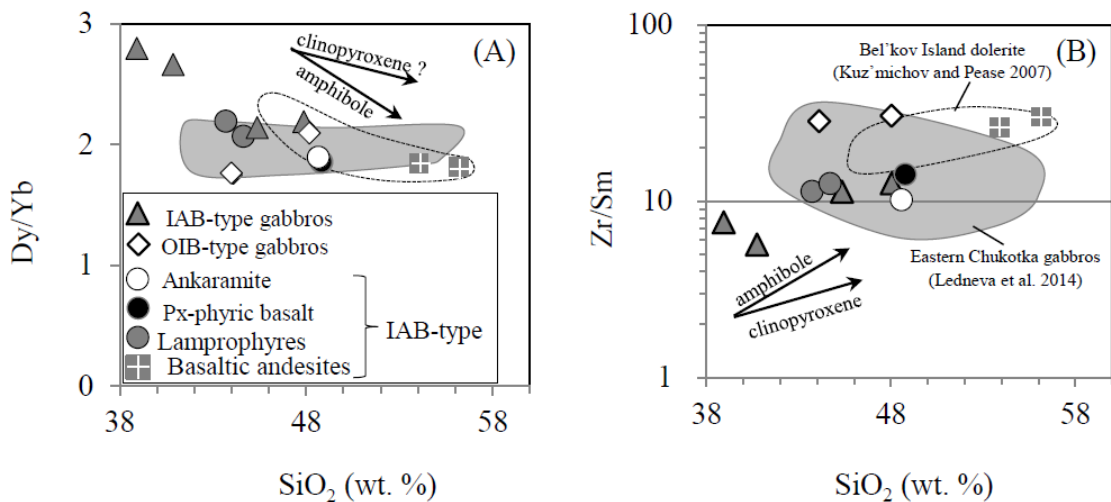 3
2
1
0
Dy/Yb
(A)
clinopyroxene ?
amphibole
IAB-type gabbros
OIB-type gabbros
Ankaramite
Px-phyric basalt
Lamprophyres
Basaltic andesites
IAB-type
38
48
58
SiO2 (wt. %)
100
10
1
Zr/Sm
(B)
Bel’kov Island dolerite
(Kuz’michov and Pease 2007)
amphibole
clinopyroxene
Eastern Chukotka gabbros
(Ledneva et al. 2014)
38
48
58
SiO2 (wt. %)